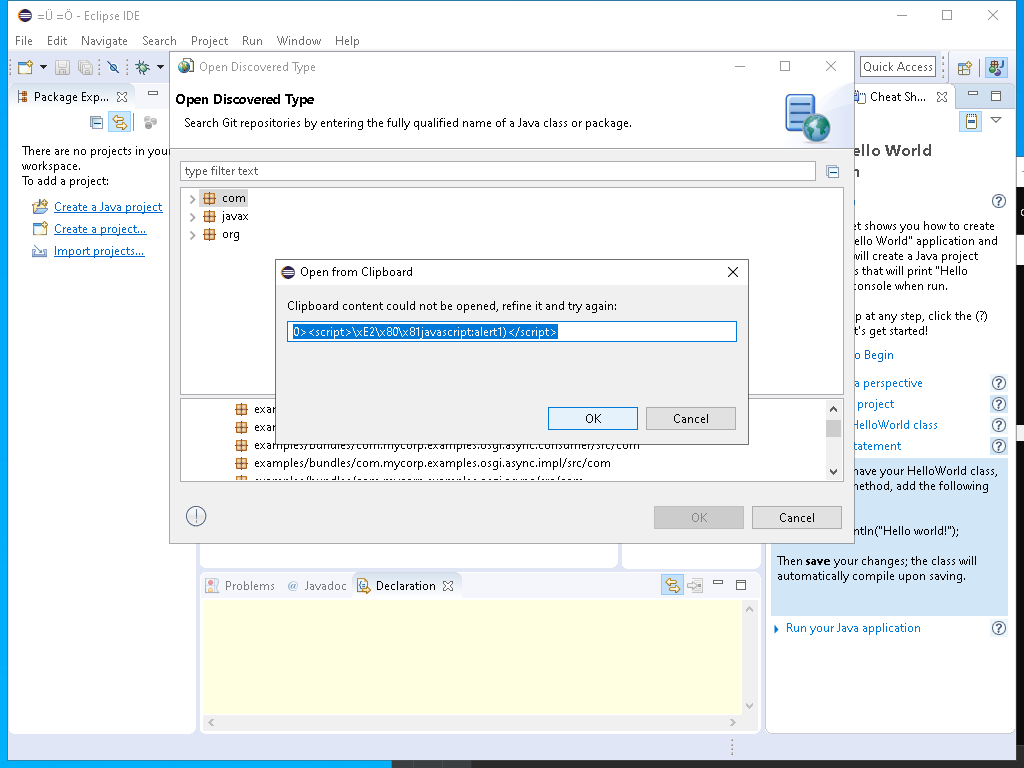 =Ü =Ö - Eclipse IDE
File Edit Navigate Search Project Run Window Help
Quick Access
Package Exp...
There are no projects in your
workspace.
To add a project:
Create a Java project
Create a project...
Import projects...
Open Discovered Type
Open Discovered Type
Search Git repositories by entering the fully qualified name of a Java class or package.
type filter text
com
javax
org
Open from Clipboard
Clipboard content could not be opened, refine it and try again:
0><script>\xE2\x80\x81javascript:alert1)</script>
OK Cancel
examples/bundles/com.mycorp.examples.osgi.async.consumer/src/com
examples/bundles/com.mycorp.examples.osgi.async.impl/src/com
OK Cancel
Cheat Sh...
ello World
et shows you how to create
ello World" application and
will create a Java project
s that will print "Hello
console when run.
p at any step, click the (?)
t's get started!
o Begin
a perspective
project
HelloWorld class
tatement
have your HelloWorld class,
method, add the following
ntln("Hello world!");
Then save your changes; the class will
automatically compile upon saving.
Run your Java application
Problems @ Javadoc Declaration